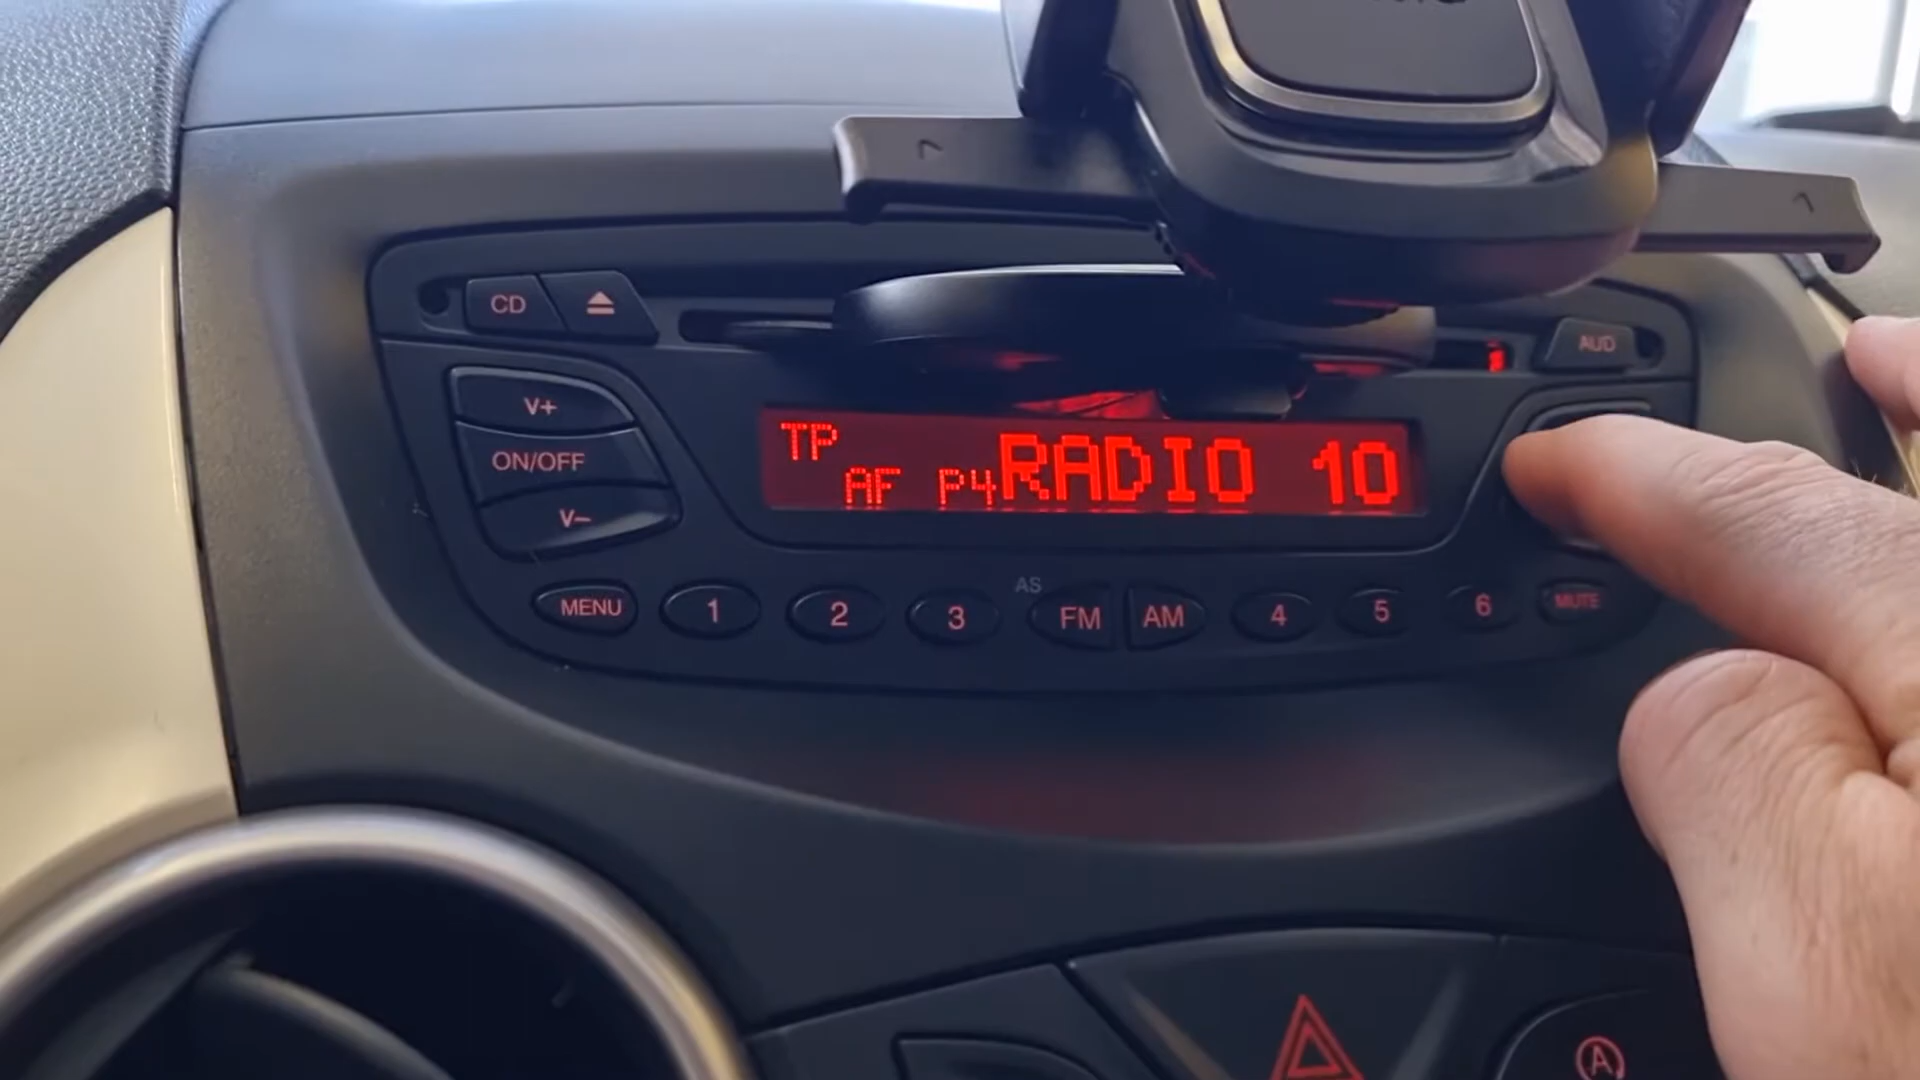 CD
AUD
V+
ON/OFF
V−
TP
AF P4 RADIO 10
AS
MENU 1 2 3 FM AM 4 5 6 MUTE
A